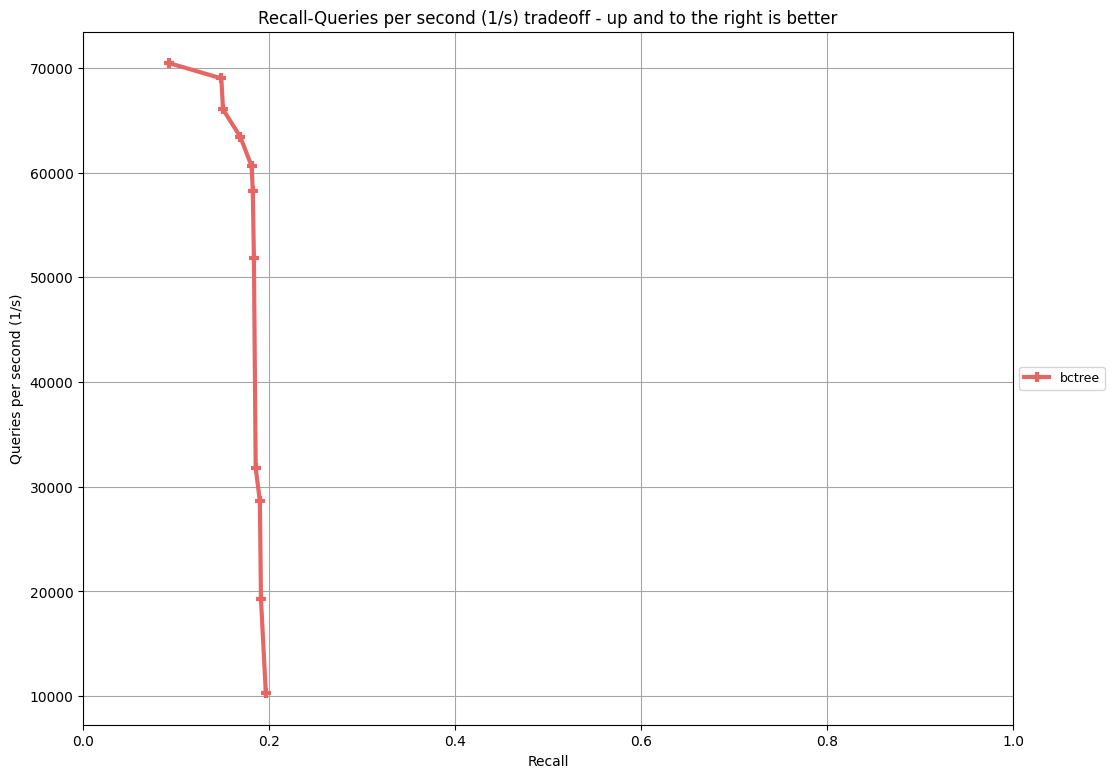 Recall-Queries per second (1/s) tradeoff - up and to the right is better
70000
60000
50000
40000
30000
20000
10000
Queries per second (1/s)
0.0 0.2 0.4 0.6 0.8 1.0
Recall
bctree